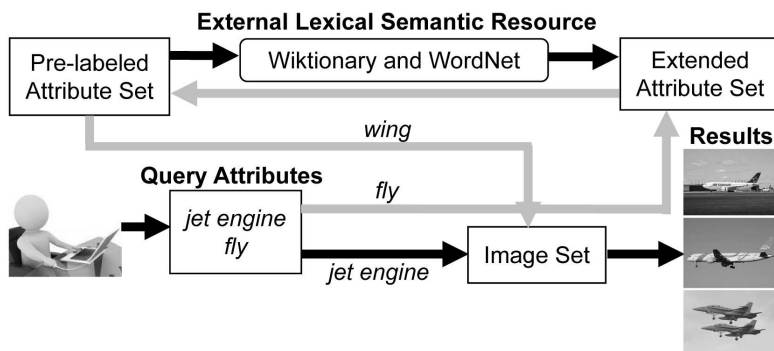 External Lexical Semantic Resource
Pre-labeled
Attribute Set
Wiktionary and WordNet
Extended
Attribute Set
wing
Results
Query Attributes
jet engine
fly
fly
jet engine
Image Set